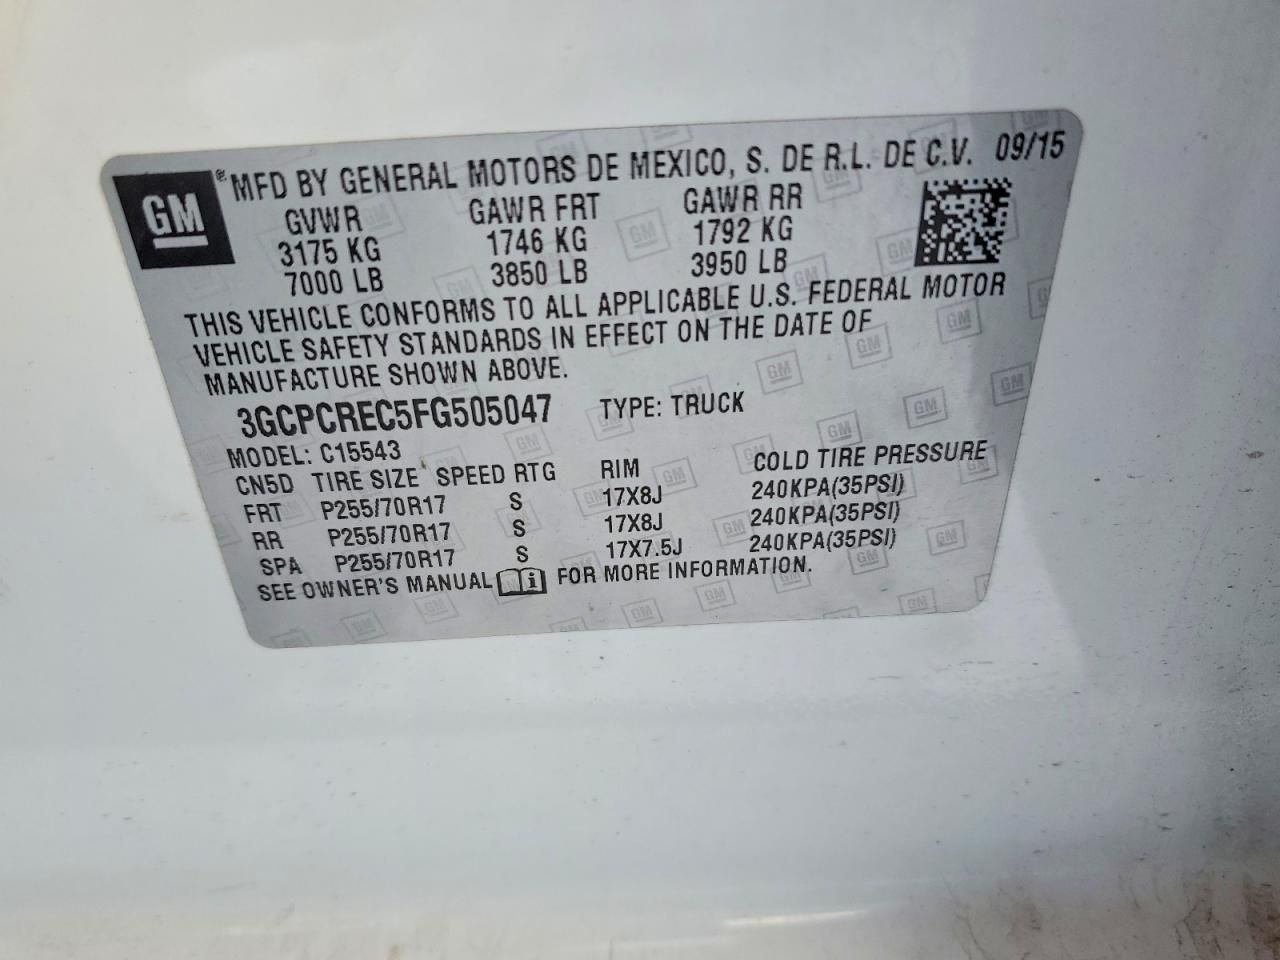 GM ® MFD BY GENERAL MOTORS DE MEXICO, S. DE R.L. DE C.V. 09/15
GVWR GAWR FRT GAWR RR
3175 KG 1746 KG 1792 KG
7000 LB 3850 LB 3950 LB
THIS VEHICLE CONFORMS TO ALL APPLICABLE U.S. FEDERAL MOTOR
VEHICLE SAFETY STANDARDS IN EFFECT ON THE DATE OF
MANUFACTURE SHOWN ABOVE.
3GCPCREC5FG505047 TYPE: TRUCK
MODEL: C15543
CN5D TIRE SIZE SPEED RTG RIM COLD TIRE PRESSURE
FRT P255/70R17 S 17X8J 240KPA(35PSI)
RR P255/70R17 S 17X8J 240KPA(35PSI)
SPA P255/70R17 S 17X7.5J 240KPA(35PSI)
SEE OWNER'S MANUAL i FOR MORE INFORMATION.